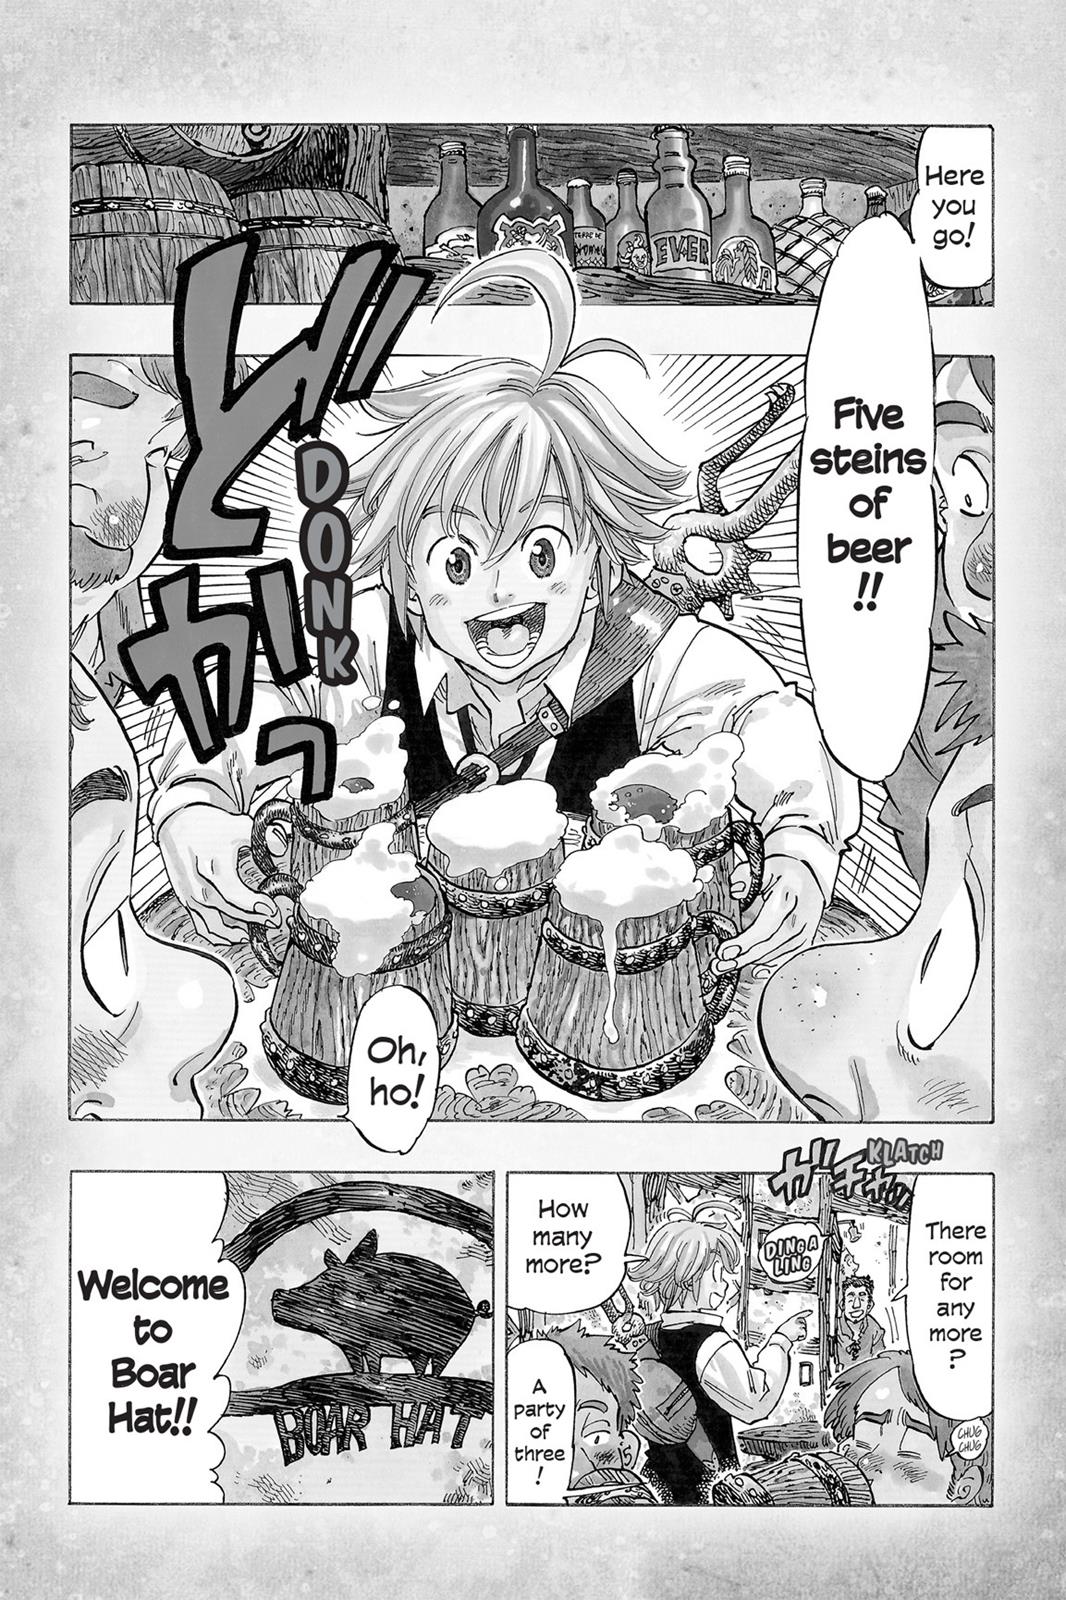 Here
you
go!
EVER
Five
steins
of
beer
!!
ドカッ
DONK
Oh,
ho!
Welcome
to
Boar
Hat!!
BOAR HAT
ガチャ
KLATCH
There
room
for
any
more
?
DING A
LING
How
many
more?
A
party
of
three
!
CHUG
CHUG